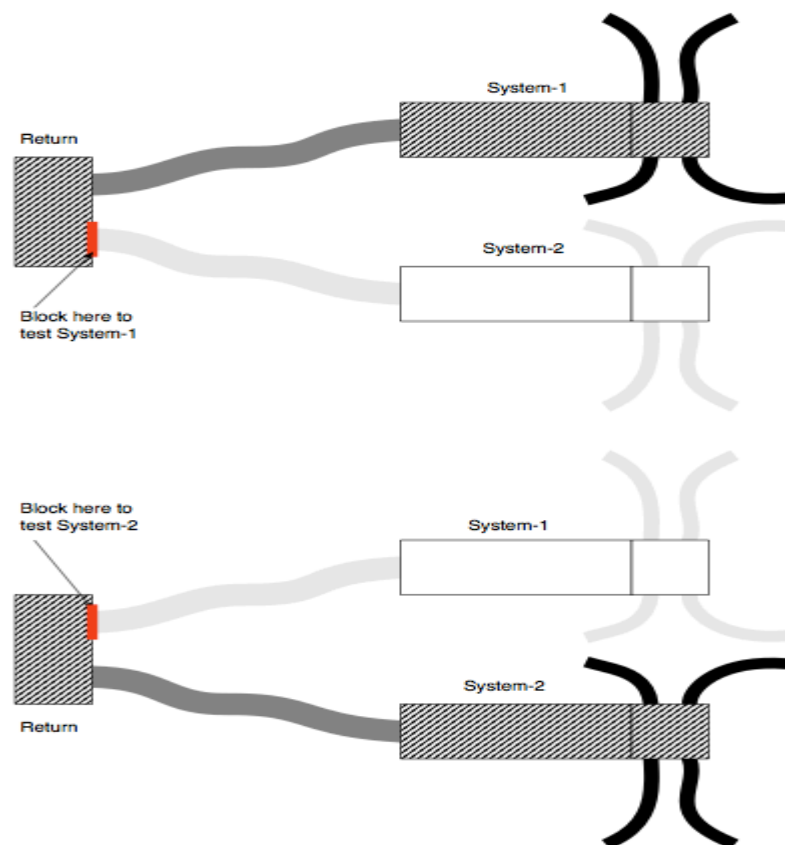 System-1
Return
System-2
Block here to
test System-1
Block here to
test System-2
System-1
System-2
Return